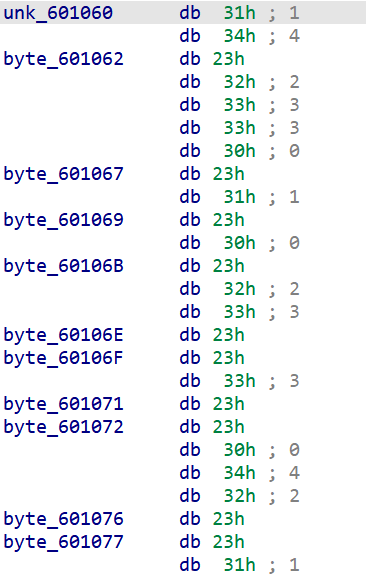 unk_601060 db 31h ; 1
db 34h ; 4
byte_601062 db 23h
db 32h ; 2
db 33h ; 3
db 33h ; 3
db 30h ; 0
byte_601067 db 23h
db 31h ; 1
byte_601069 db 23h
db 30h ; 0
byte_60106B db 23h
db 32h ; 2
db 33h ; 3
byte_60106E db 23h
byte_60106F db 23h
db 33h ; 3
byte_601071 db 23h
byte_601072 db 23h
db 30h ; 0
db 34h ; 4
db 32h ; 2
byte_601076 db 23h
byte_601077 db 23h
db 31h ; 1